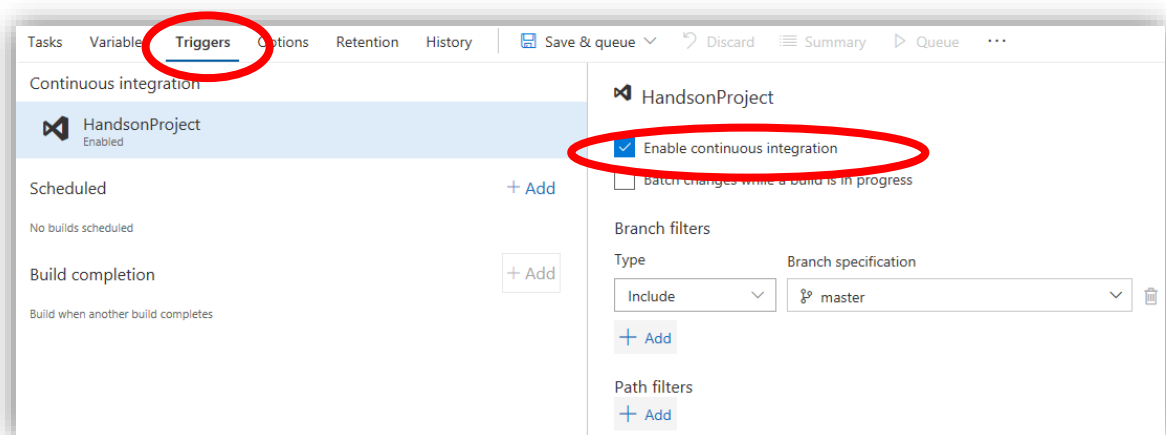 Tasks Variable Triggers Options Retention History Save & queue Discard Summary Queue ...
Continuous integration
HandsonProject
Enabled
Scheduled + Add
No builds scheduled
Build completion + Add
Build when another build completes
HandsonProject
Enable continuous integration
Batch changes while a build is in progress
Branch filters
Type Branch specification
Include master
+ Add
Path filters
+ Add